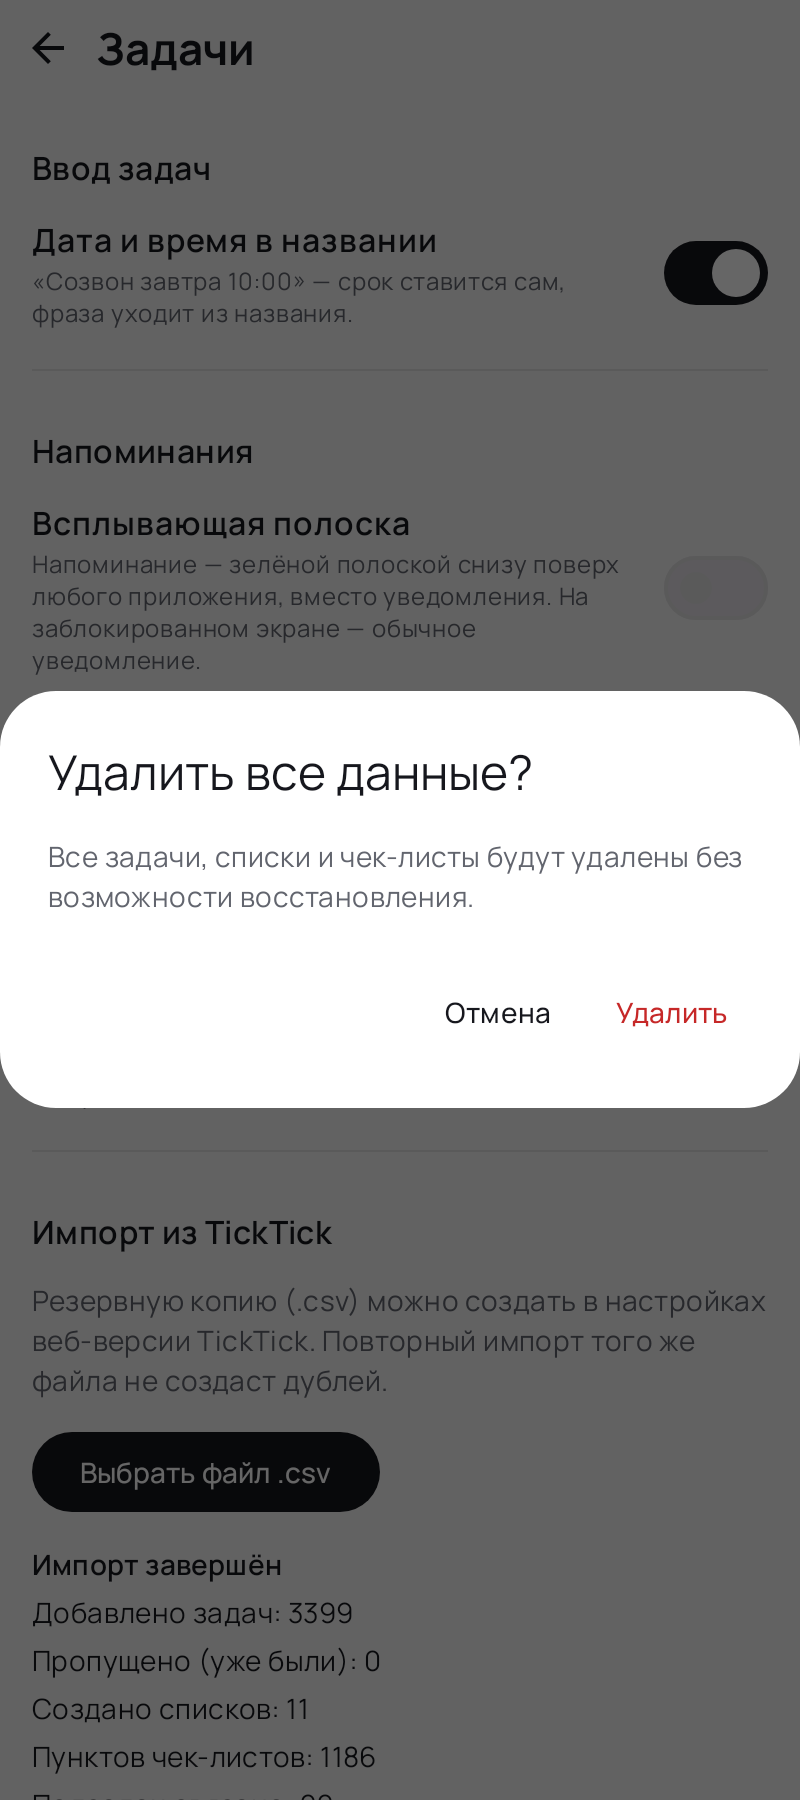 Задачи
Ввод задач
Дата и время в названии
«Созвон завтра 10:00» — срок ставится сам,
фраза уходит из названия.
Напоминания
Всплывающая полоска
Напоминание — зелёной полоской снизу поверх
любого приложения, вместо уведомления. На
заблокированном экране — обычное
уведомление.
Удалить все данные?
Все задачи, списки и чек-листы будут удалены без
возможности восстановления.
Отмена
Удалить
Импорт из TickTick
Резервную копию (.csv) можно создать в настройках
веб-версии TickTick. Повторный импорт того же
файла не создаст дублей.
Выбрать файл .csv
Импорт завершён
Добавлено задач: 3399
Пропущено (уже были): 0
Создано списков: 11
Пунктов чек-листов: 1186